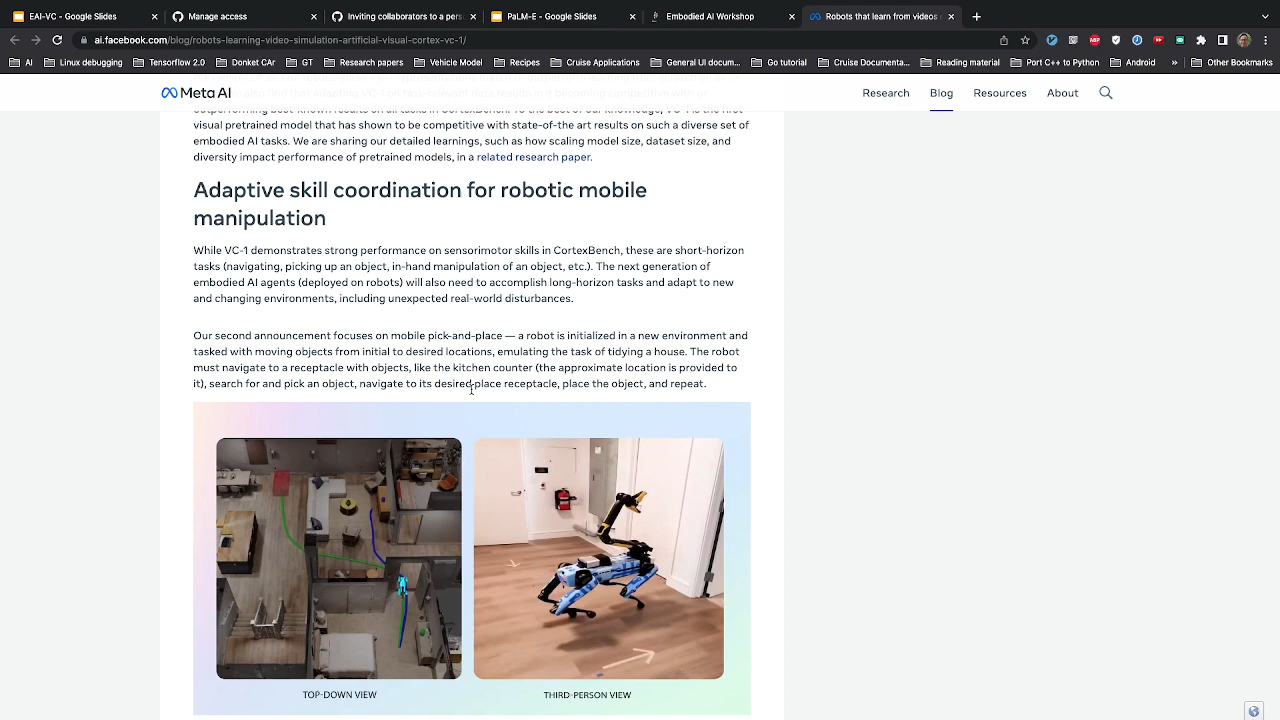 EAI-VC - Google Slides
Manage access
Inviting collaborators to a pers
PaLM-E - Google Slides
Embodied AI Workshop
Robots that learn from videos
ai.facebook.com/blog/robots-learning-video-simulation-artificial-visual-cortex-vc-1/
AI
Linux debugging
Tensorflow 2.0
Donket CAr
GT
Research papers
Vehicle Model
Recipes
Cruise Applications
General UI docum...
Go tutorial
Cruise Documenta...
Reading material
Port C++ to Python
Android
»
Other Bookmarks
Meta AI
Research
Blog
Resources
About
visual pretrained model that has shown to be competitive with state-of-the art results on such a diverse set of
embodied AI tasks. We are sharing our detailed learnings, such as how scaling model size, dataset size, and
diversity impact performance of pretrained models, in a related research paper.
Adaptive skill coordination for robotic mobile
manipulation
While VC-1 demonstrates strong performance on sensorimotor skills in CortexBench, these are short-horizon
tasks (navigating, picking up an object, in-hand manipulation of an object, etc.). The next generation of
embodied AI agents (deployed on robots) will also need to accomplish long-horizon tasks and adapt to new
and changing environments, including unexpected real-world disturbances.
Our second announcement focuses on mobile pick-and-place — a robot is initialized in a new environment and
tasked with moving objects from initial to desired locations, emulating the task of tidying a house. The robot
must navigate to a receptacle with objects, like the kitchen counter (the approximate location is provided to
it), search for and pick an object, navigate to its desired place receptacle, place the object, and repeat.
TOP-DOWN VIEW
THIRD-PERSON VIEW